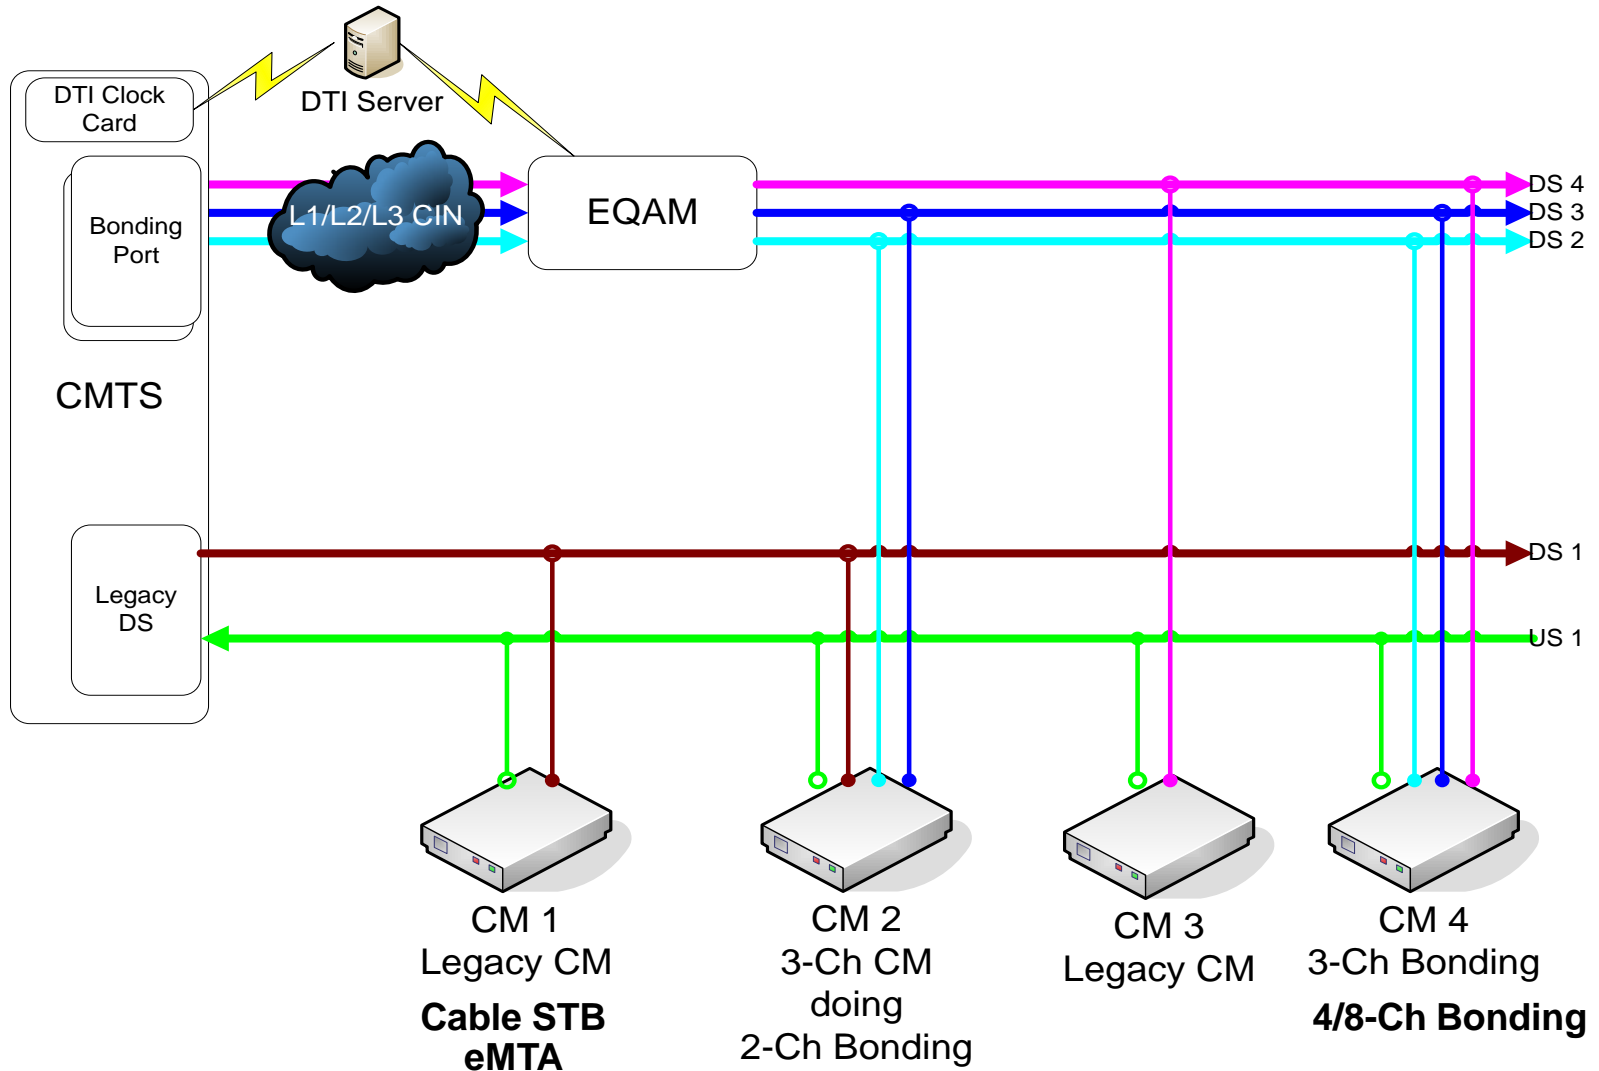 DTI Clock
Card
DTI Server
Bonding
Port
L1/L2/L3 CIN
EQAM
DS 4
DS 3
DS 2
CMTS
Legacy
DS
DS 1
US 1
CM 1
Legacy CM
Cable STB
eMTA
CM 2
3-Ch CM
doing
2-Ch Bonding
CM 3
Legacy CM
CM 4
3-Ch Bonding
4/8-Ch Bonding